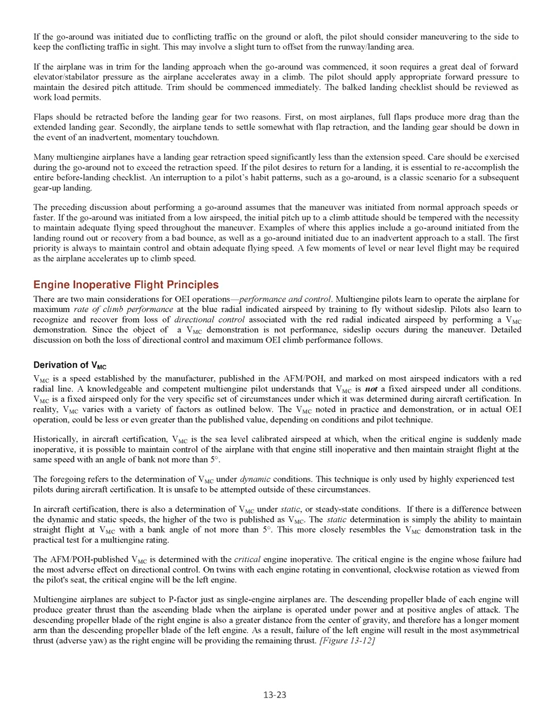 If the go-around was initiated due to conflicting traffic on the ground or aloft, the pilot should consider maneuvering to the side to
keep the conflicting traffic in sight. This may involve a slight turn to offset from the runway/landing area.
If the airplane was in trim for the landing approach when the go-around was commenced, it soon requires a great deal of forward
elevator/stabilator pressure as the airplane accelerates away in a climb. The pilot should apply appropriate forward pressure to
maintain the desired pitch attitude. Trim should be commenced immediately. The balked landing checklist should be reviewed as
work load permits.
Flaps should be retracted before the landing gear for two reasons. First, on most airplanes, full flaps produce more drag than the
extended landing gear. Secondly, the airplane tends to settle somewhat with flap retraction, and the landing gear should be down in
the event of an inadvertent, momentary touchdown.
Many multiengine airplanes have a landing gear retraction speed significantly less than the extension speed. Care should be exercised
during the go-around not to exceed the retraction speed. If the pilot desires to return for a landing, it is essential to re-accomplish the
entire before-landing checklist. An interruption to a pilot's habit patterns, such as a go-around, is a classic scenario for a subsequent
gear-up landing.
The preceding discussion about performing a go-around assumes that the maneuver was initiated from normal approach speeds or
faster. If the go-around was initiated from a low airspeed, the initial pitch up to a climb attitude should be tempered with the necessity
to maintain adequate flying speed throughout the maneuver. Examples of where this applies include a go-around initiated from the
landing round out or recovery from a bad bounce, as well as a go-around initiated due to an inadvertent approach to a stall. The first
priority is always to maintain control and obtain adequate flying speed. A few moments of level or near level flight may be required
as the airplane accelerates up to climb speed.
Engine Inoperative Flight Principles
There are two main considerations for OEI operations—performance and control. Multiengine pilots learn to operate the airplane for
maximum rate of climb performance at the blue radial indicated airspeed by training to fly without sideslip. Pilots also learn to
recognize and recover from loss of directional control associated with the red radial indicated airspeed by performing a VMC
demonstration. Since the object of a VMC demonstration is not performance, sideslip occurs during the maneuver. Detailed
discussion on both the loss of directional control and maximum OEI climb performance follows.
Derivation of VMC
VMC is a speed established by the manufacturer, published in the AFM/POH, and marked on most airspeed indicators with a red
radial line. A knowledgeable and competent multiengine pilot understands that VMC is not a fixed airspeed under all conditions.
VMC is a fixed airspeed only for the very specific set of circumstances under which it was determined during aircraft certification. In
reality, VMC varies with a variety of factors as outlined below. The VMC noted in practice and demonstration, or in actual OEI
operation, could be less or even greater than the published value, depending on conditions and pilot technique.
Historically, in aircraft certification, VMC is the sea level calibrated airspeed at which, when the critical engine is suddenly made
inoperative, it is possible to maintain control of the airplane with that engine still inoperative and then maintain straight flight at the
same speed with an angle of bank not more than 5°.
The foregoing refers to the determination of VMC under dynamic conditions. This technique is only used by highly experienced test
pilots during aircraft certification. It is unsafe to be attempted outside of these circumstances.
In aircraft certification, there is also a determination of VMC under static, or steady-state conditions. If there is a difference between
the dynamic and static speeds, the higher of the two is published as VMC. The static determination is simply the ability to maintain
straight flight at VMC with a bank angle of not more than 5°. This more closely resembles the VMC demonstration task in the
practical test for a multiengine rating.
The AFM/POH-published VMC is determined with the critical engine inoperative. The critical engine is the engine whose failure had
the most adverse effect on directional control. On twins with each engine rotating in conventional, clockwise rotation as viewed from
the pilot's seat, the critical engine will be the left engine.
Multiengine airplanes are subject to P-factor just as single-engine airplanes are. The descending propeller blade of each engine will
produce greater thrust than the ascending blade when the airplane is operated under power and at positive angles of attack. The
descending propeller blade of the right engine is also a greater distance from the center of gravity, and therefore has a longer moment
arm than the descending propeller blade of the left engine. As a result, failure of the left engine will result in the most asymmetrical
thrust (adverse yaw) as the right engine will be providing the remaining thrust. [Figure 13-12]
13-23